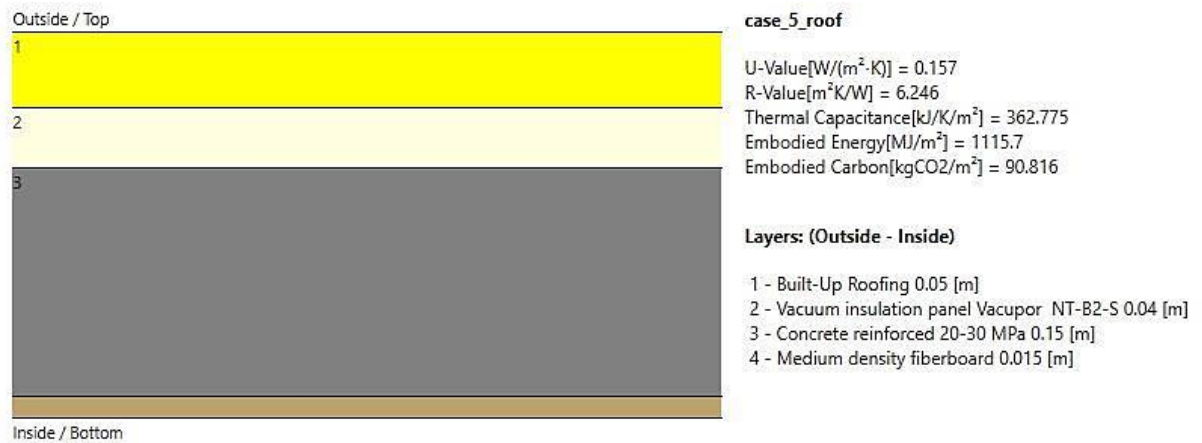 Outside / Top
1
2
3
Inside / Bottom
case_5_roof
U-Value[W/(m²·K)] = 0.157
R-Value[m²K/W] = 6.246
Thermal Capacitance[kJ/K/m²] = 362.775
Embodied Energy[MJ/m²] = 1115.7
Embodied Carbon[kgCO2/m²] = 90.816
Layers: (Outside - Inside)
1 - Built-Up Roofing 0.05 [m]
2 - Vacuum insulation panel Vacupor  NT-B2-S 0.04 [m]
3 - Concrete reinforced 20-30 MPa 0.15 [m]
4 - Medium density fiberboard 0.015 [m]